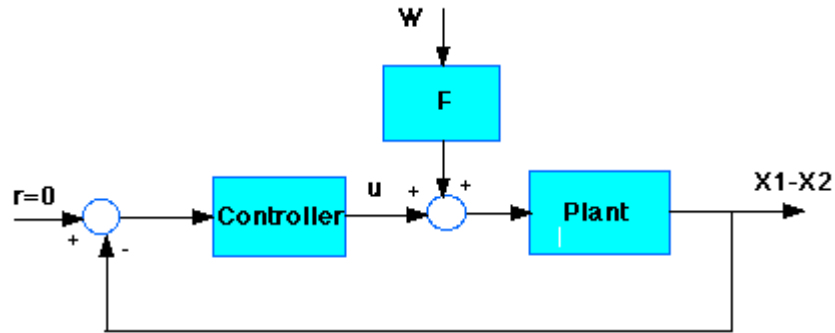 W
F
r=0
+
-
Controller
u
+
+
Plant
X1-X2